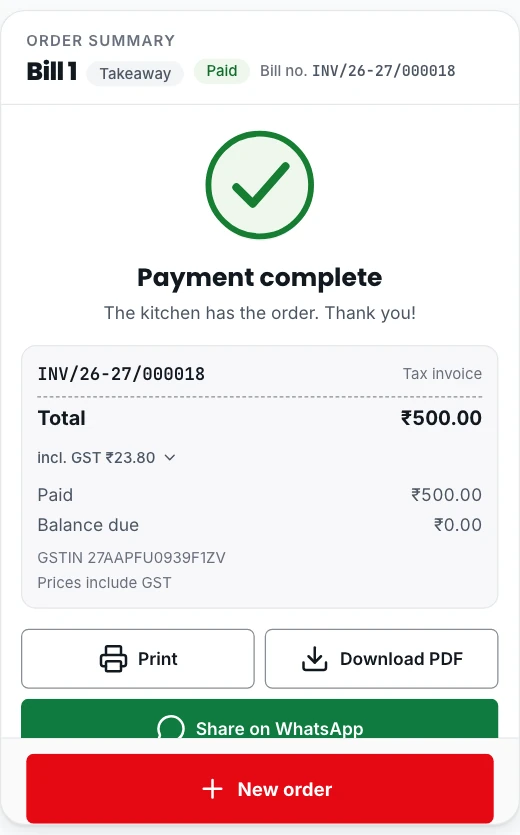 ORDER SUMMARY
Bill 1 Takeaway Paid Bill no. INV/26-27/000018
Payment complete
The kitchen has the order. Thank you!
INV/26-27/000018 Tax invoice
Total ₹500.00
incl. GST ₹23.80
Paid ₹500.00
Balance due ₹0.00
GSTIN 27AAPFU0939F1ZV
Prices include GST
Print Download PDF
Share on WhatsApp
New order